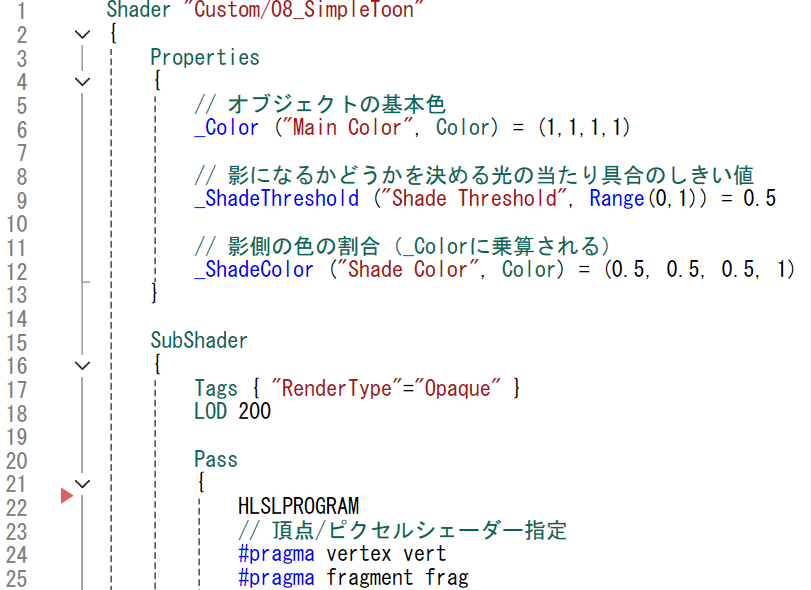 1 Shader "Custom/08_SimpleToon"
2 {
3 Properties
4 {
5 // オブジェクトの基本色
6 _Color ("Main Color", Color) = (1,1,1,1)
7
8 // 影になるかどうかを決める光の当たり具合のしきい値
9 _ShadeThreshold ("Shade Threshold", Range(0,1)) = 0.5
10
11 // 影側の色の割合（_Colorに乗算される）
12 _ShadeColor ("Shade Color", Color) = (0.5, 0.5, 0.5, 1)
13 }
14
15 SubShader
16 {
17 Tags { "RenderType"="Opaque" }
18 LOD 200
19
20 Pass
21 {
22 HLSLPROGRAM
23 // 頂点/ピクセルシェーダー指定
24 #pragma vertex vert
25 #pragma fragment frag